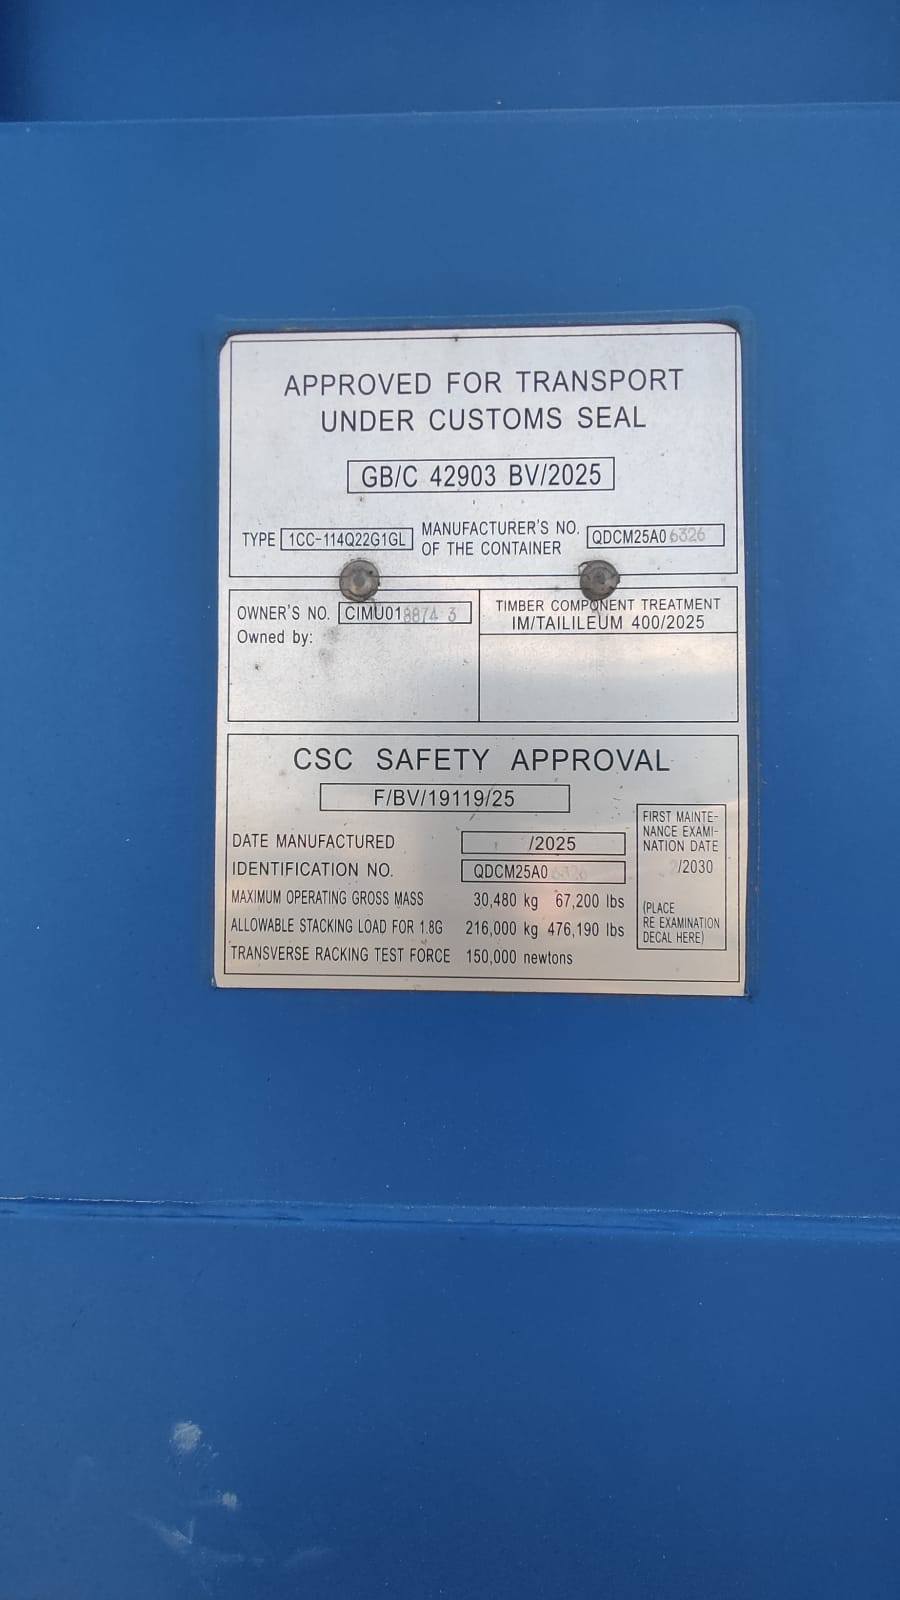 APPROVED FOR TRANSPORT
UNDER CUSTOMS SEAL
GB/C 42903 BV/2025
TYPE 1CC-114Q22G1GL MANUFACTURER'S NO. OF THE CONTAINER QDCM25A06326
OWNER'S NO. CIMU018874 3
Owned by:
TIMBER COMPONENT TREATMENT
IM/TAILILEUM 400/2025
CSC SAFETY APPROVAL
F/BV/19119/25
DATE MANUFACTURED /2025
IDENTIFICATION NO. QDCM25A06326
MAXIMUM OPERATING GROSS MASS 30,480 kg 67,200 lbs
ALLOWABLE STACKING LOAD FOR 1.8G 216,000 kg 476,190 lbs
TRANSVERSE RACKING TEST FORCE 150,000 newtons
FIRST MAINTE-
NANCE EXAMI-
NATION DATE
/2030
(PLACE
RE EXAMINATION
DECAL HERE)